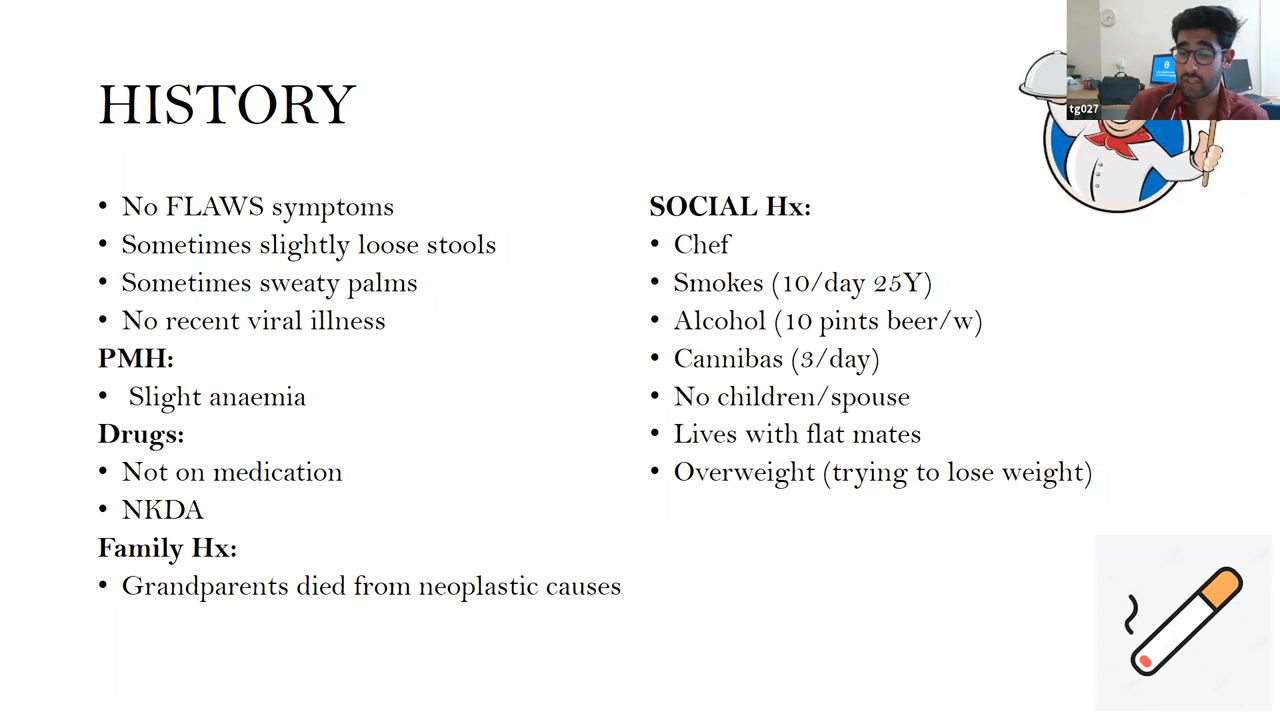 HISTORY
• No FLAWS symptoms
• Sometimes slightly loose stools
• Sometimes sweaty palms
• No recent viral illness
PMH:
• Slight anaemia
Drugs:
• Not on medication
• NKDA
Family Hx:
• Grandparents died from neoplastic causes
SOCIAL Hx:
• Chef
• Smokes (10/day 25Y)
• Alcohol (10 pints beer/w)
• Cannibas (3/day)
• No children/spouse
• Lives with flat mates
• Overweight (trying to lose weight)
tg027